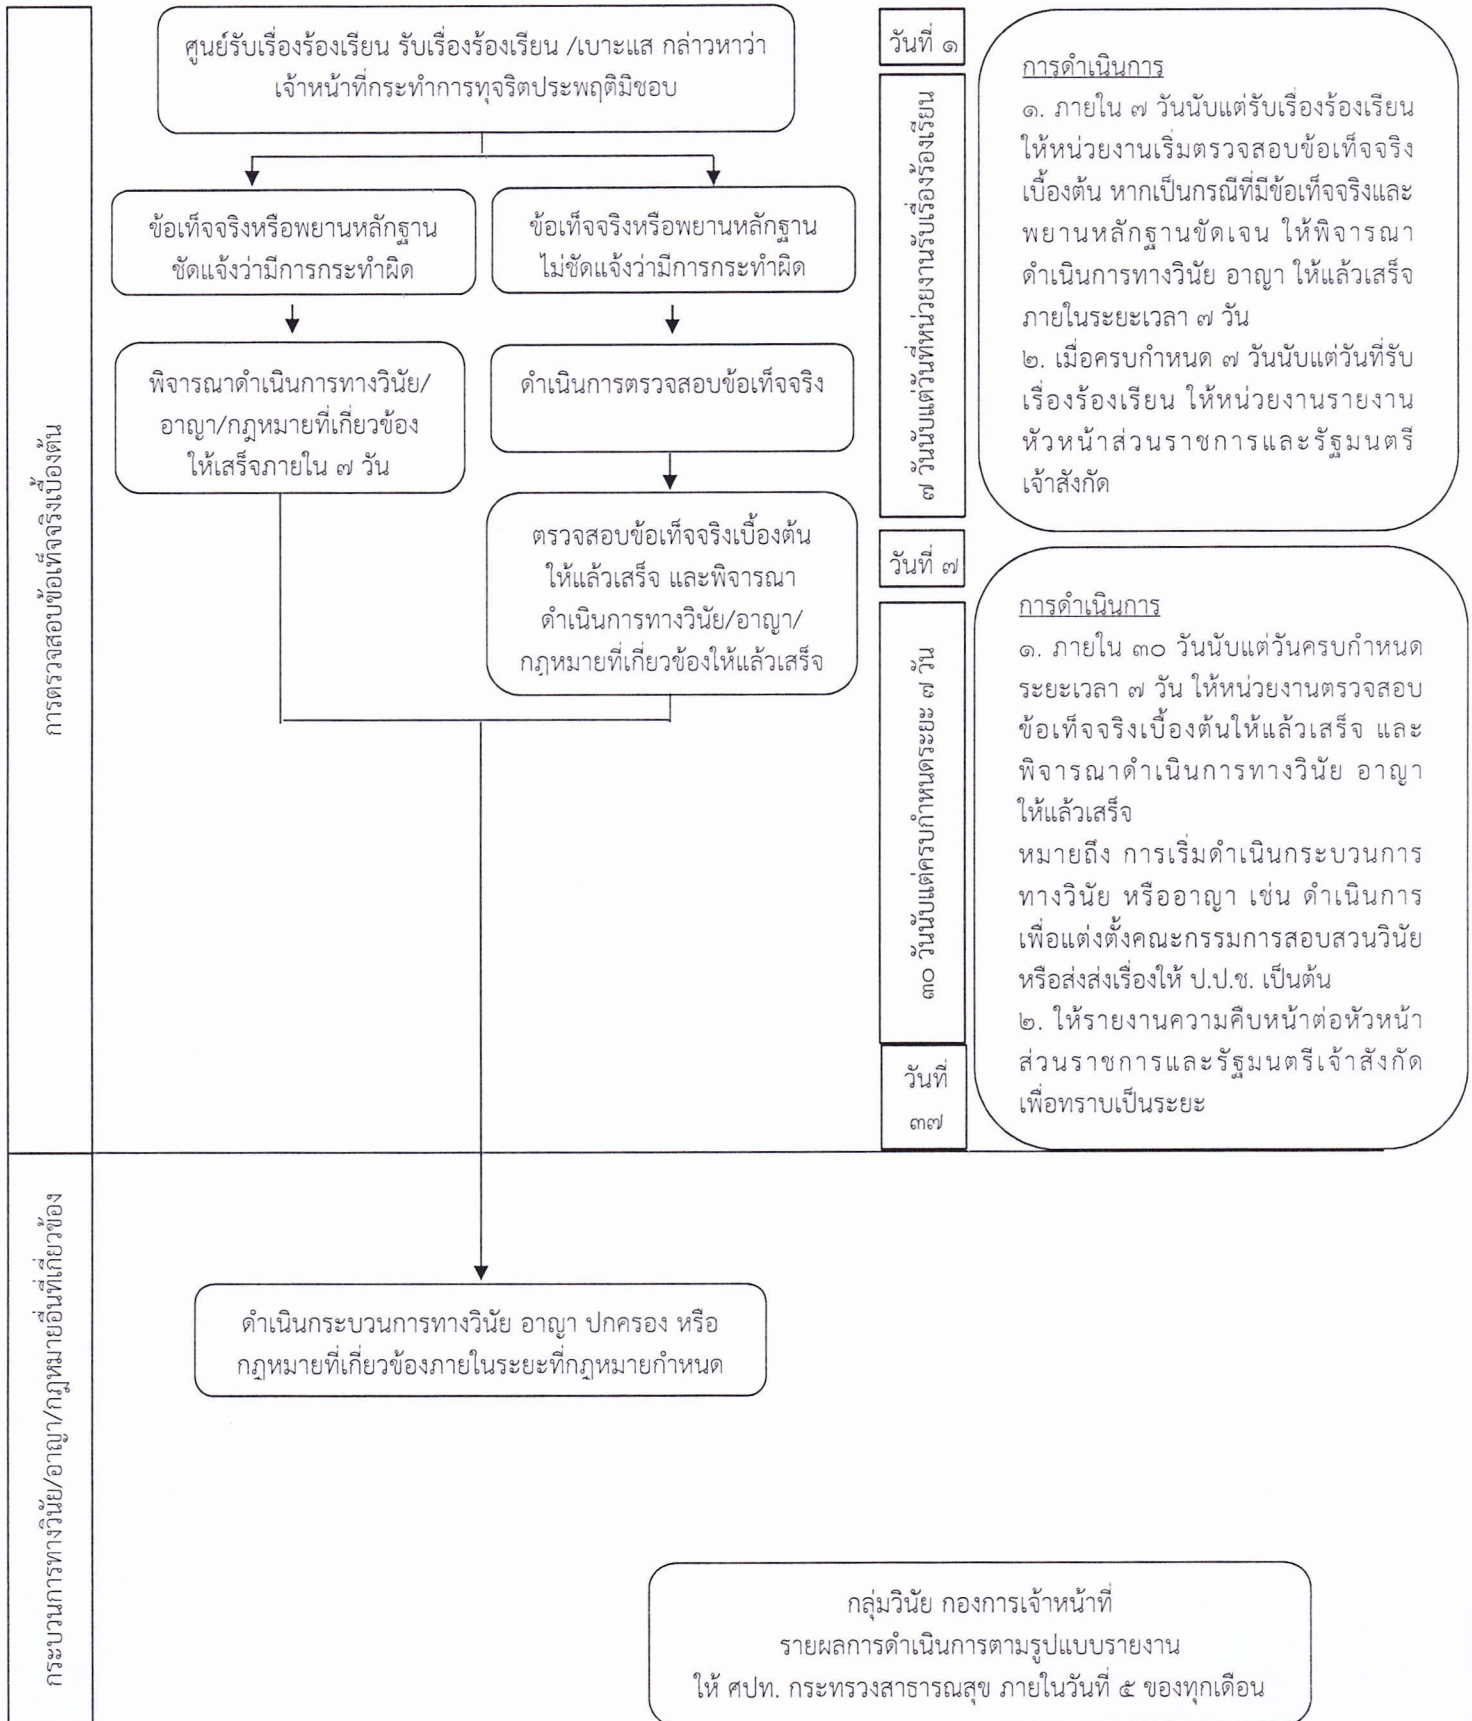 การตรวจสอบข้อเท็จจริงเบื้องต้น
ศูนย์รับเรื่องร้องเรียน รับเรื่องร้องเรียน /เบาะแส กล่าวหาว่า
เจ้าหน้าที่กระทำการทุจริตประพฤติมิชอบ
ข้อเท็จจริงหรือพยานหลักฐาน
ชัดแจ้งว่ามีการกระทำผิด
ข้อเท็จจริงหรือพยานหลักฐาน
ไม่ชัดแจ้งว่ามีการกระทำผิด
พิจารณาดำเนินการทางวินัย/
อาญา/กฎหมายที่เกี่ยวข้อง
ให้เสร็จภายใน ๗ วัน
ดำเนินการตรวจสอบข้อเท็จจริง
ตรวจสอบข้อเท็จจริงเบื้องต้น
ให้แล้วเสร็จ และพิจารณา
ดำเนินการทางวินัย/อาญา/
กฎหมายที่เกี่ยวข้องให้แล้วเสร็จ
วันที่ ๑
๗ วันนับแต่วันที่หน่วยงานรับเรื่องร้องเรียน
วันที่ ๗
๓๐ วันนับแต่ครบกำหนดระยะ ๗ วัน
วันที่
๓๗
การดำเนินการ
๑. ภายใน ๗ วันนับแต่รับเรื่องร้องเรียน
ให้หน่วยงานเริ่มตรวจสอบข้อเท็จจริง
เบื้องต้น หากเป็นกรณีที่มีข้อเท็จจริงและ
พยานหลักฐานขัดเจน ให้พิจารณา
ดำเนินการทางวินัย อาญา ให้แล้วเสร็จ
ภายในระยะเวลา ๗ วัน
๒. เมื่อครบกำหนด ๗ วันนับแต่วันที่รับ
เรื่องร้องเรียน ให้หน่วยงานรายงาน
หัวหน้าส่วนราชการและรัฐมนตรี
เจ้าสังกัด
การดำเนินการ
๑. ภายใน ๓๐ วันนับแต่วันครบกำหนด
ระยะเวลา ๗ วัน ให้หน่วยงานตรวจสอบ
ข้อเท็จจริงเบื้องต้นให้แล้วเสร็จ และ
พิจารณาดำเนินการทางวินัย อาญา
ให้แล้วเสร็จ
หมายถึง การเริ่มดำเนินกระบวนการ
ทางวินัย หรืออาญา เช่น ดำเนินการ
เพื่อแต่งตั้งคณะกรรมการสอบสวนวินัย
หรือส่งส่งเรื่องให้ ป.ป.ช. เป็นต้น
๒. ให้รายงานความคืบหน้าต่อหัวหน้า
ส่วนราชการและรัฐมนตรีเจ้าสังกัด
เพื่อทราบเป็นระยะ
กระบวนการทางวินัย/อาญา/กฎหมายอื่นที่เกี่ยวข้อง
ดำเนินกระบวนการทางวินัย อาญา ปกครอง หรือ
กฎหมายที่เกี่ยวข้องภายในระยะที่กฎหมายกำหนด
กลุ่มวินัย กองการเจ้าหน้าที่
รายผลการดำเนินการตามรูปแบบรายงาน
ให้ ศปท. กระทรวงสาธารณสุข ภายในวันที่ ๕ ของทุกเดือน